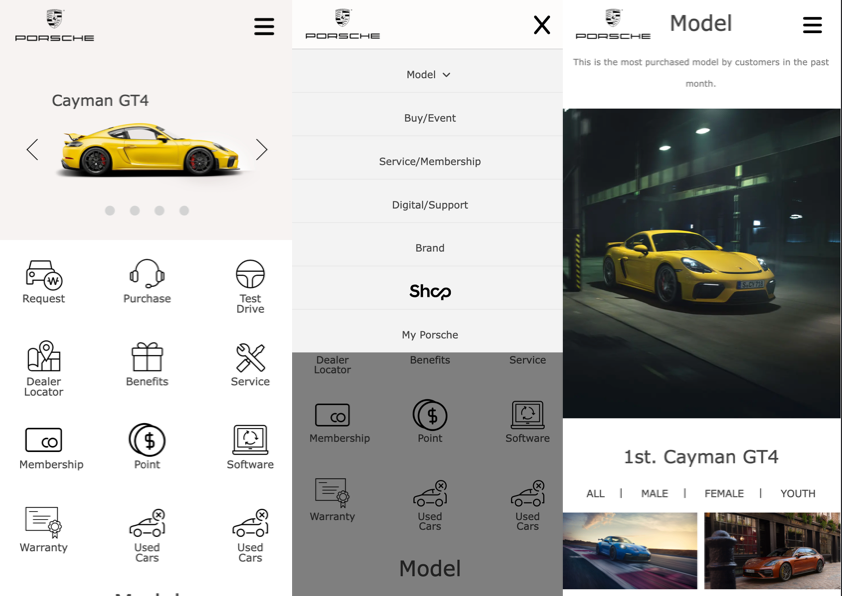 PORSCHE
Cayman GT4
Request
Purchase
Test
Drive
Dealer
Locator
Benefits
Service
Membership
Point
Software
Warranty
Used
Cars
Used
Cars
PORSCHE
X
Model
Buy/Event
Service/Membership
Digital/Support
Brand
Shop
My Porsche
Dealer
Locator
Benefits
Service
Membership
Point
Software
Warranty
Used
Cars
Used
Cars
Model
PORSCHE
Model
This is the most purchased model by customers in the past
month.
1st. Cayman GT4
ALL | MALE | FEMALE | YOUTH